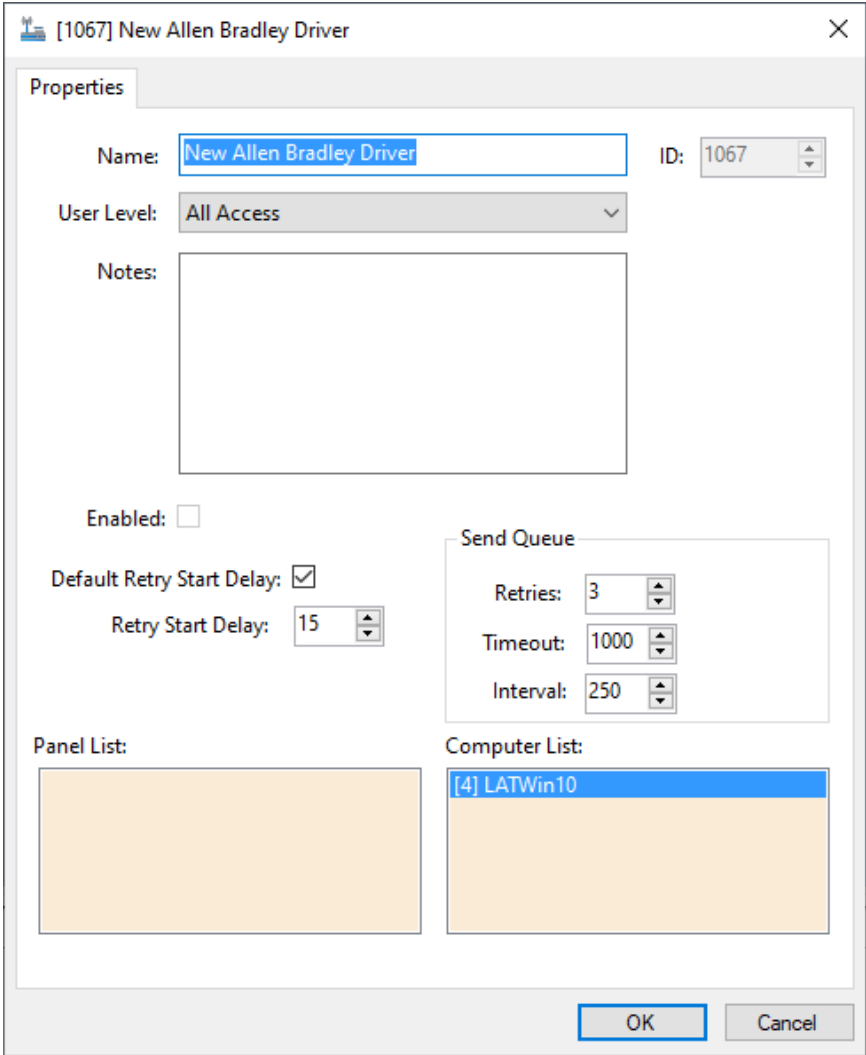 [1067] New Allen Bradley Driver
Properties
Name: New Allen Bradley Driver ID: 1067
User Level: All Access
Notes:
Enabled:
Send Queue
Default Retry Start Delay:
Retries: 3
Retry Start Delay: 15
Timeout: 1000
Interval: 250
Panel List: Computer List:
[4] LATWin10
OK Cancel